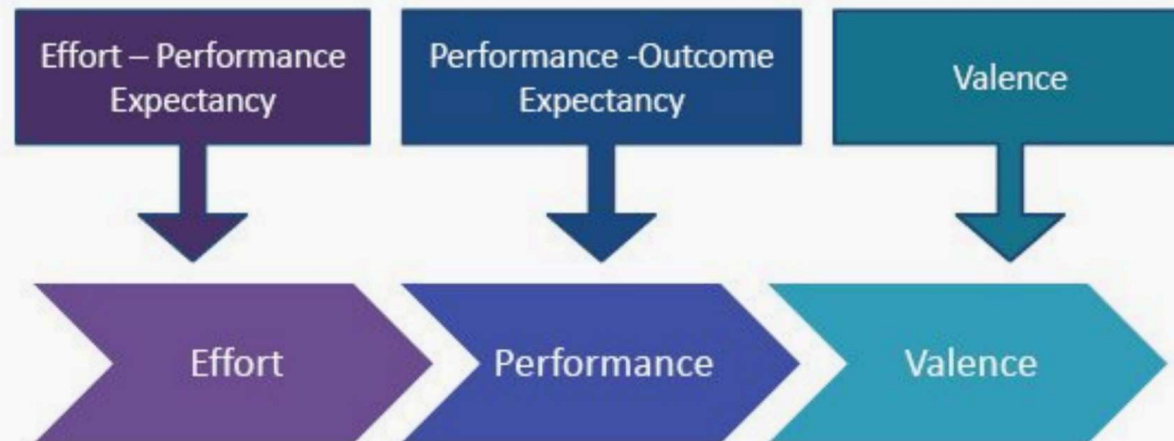 Effort – Performance
Expectancy
Performance -Outcome
Expectancy
Valence
Effort
Performance
Valence